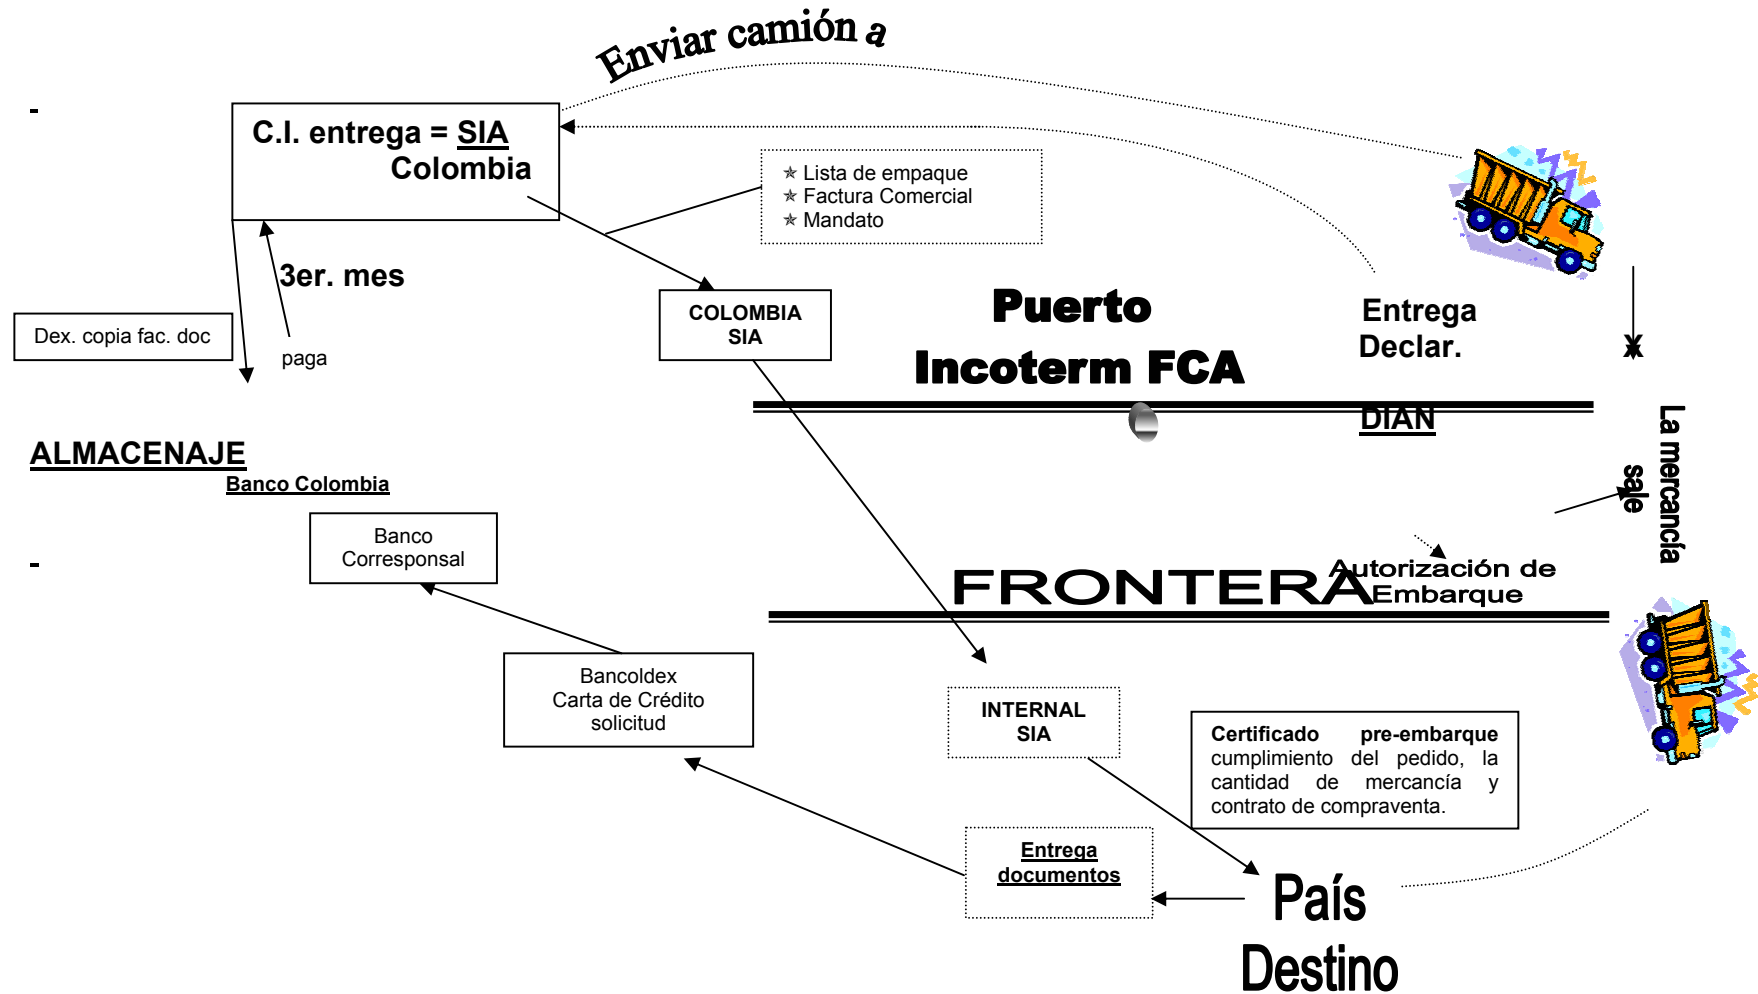 Enviar camión a
-
C.I. entrega = SIA
Colombia
✯ Lista de empaque
✯ Factura Comercial
✯ Mandato
3er. mes
Dex. copia fac. doc
paga
COLOMBIA
SIA
Puerto
Incoterm FCA
Entrega
Declar.
DIAN
La mercancía
sale
ALMACENAJE
Banco Colombia
Banco
Corresponsal
-
FRONTERA
Autorización de
Embarque
Bancoldex
Carta de Crédito
solicitud
INTERNAL
SIA
Certificado pre-embarque
cumplimiento del pedido, la
cantidad de mercancía y
contrato de compraventa.
Entrega
documentos
País
Destino